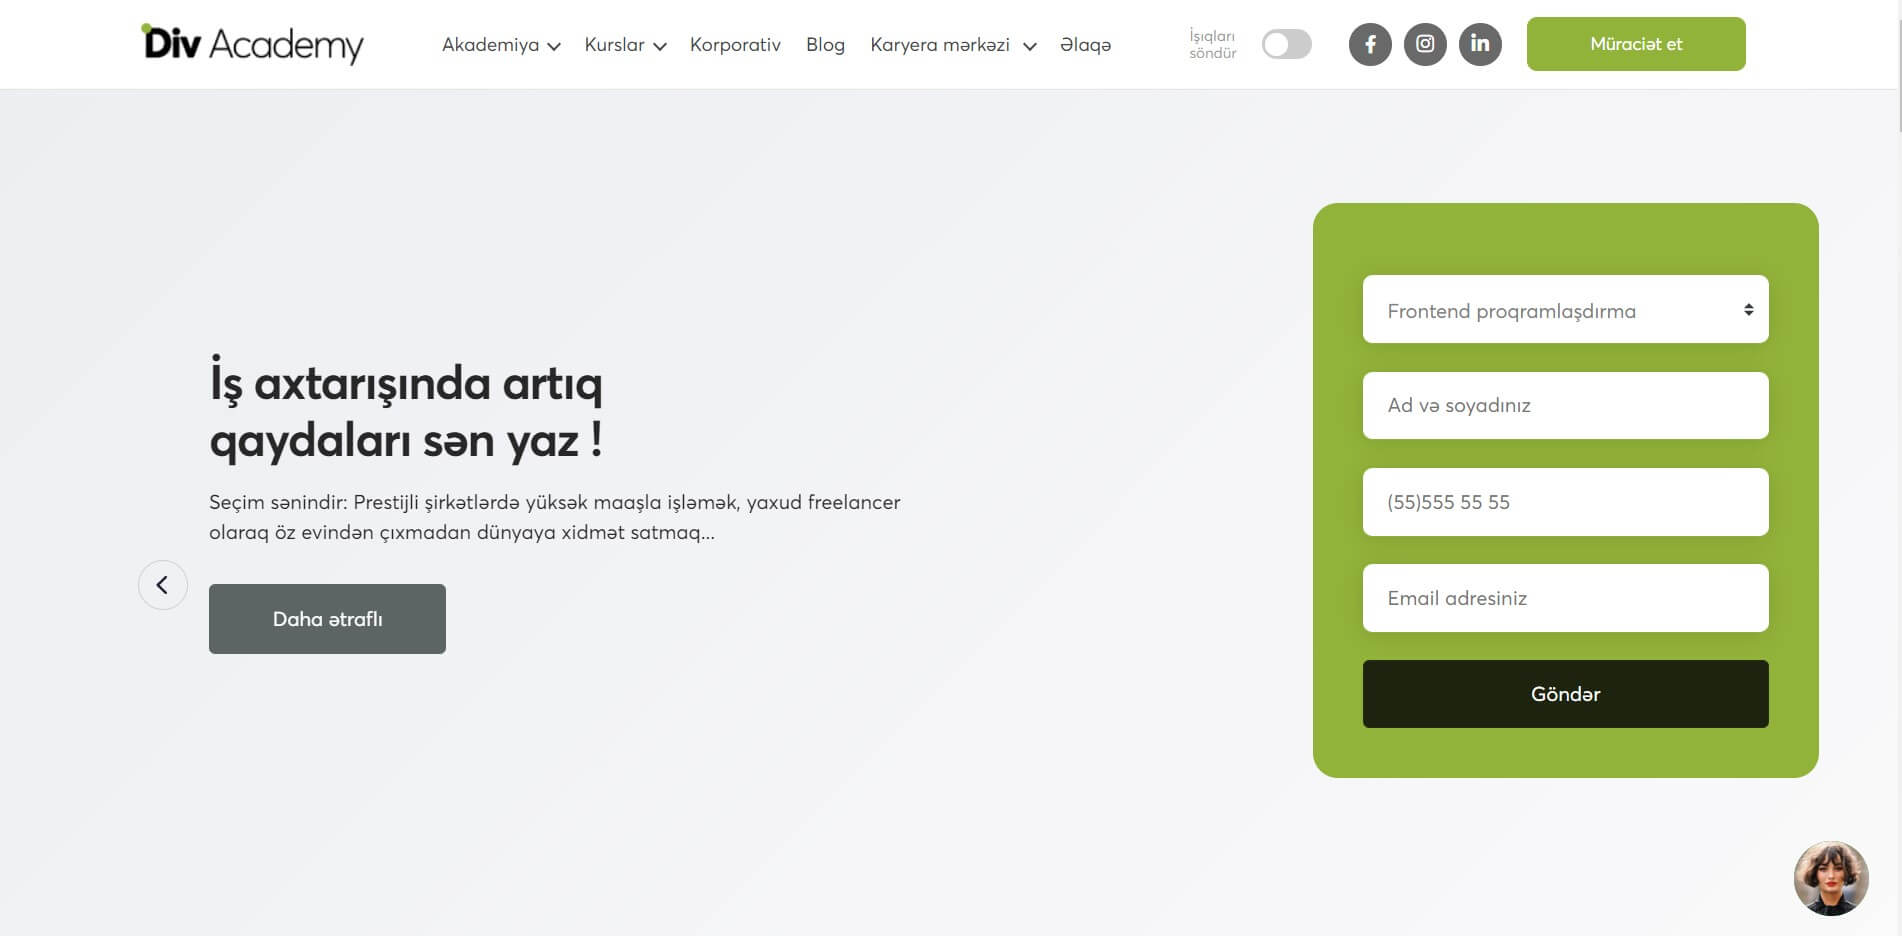 Div Academy
Akademiya
Kurslar
Korporativ
Blog
Karyera mərkəzi
Əlaqə
İşıqları
söndür
Müraciət et
İş axtarışında artıq
qaydaları sən yaz !
Seçim sənindir: Prestijli şirkətlərdə yüksək maaşla işləmək, yaxud freelancer
olaraq öz evindən çıxmadan dünyaya xidmət satmaq...
Daha ətraflı
Frontend proqramlaşdırma
Ad və soyadınız
(55)555 55 55
Email adresiniz
Göndər